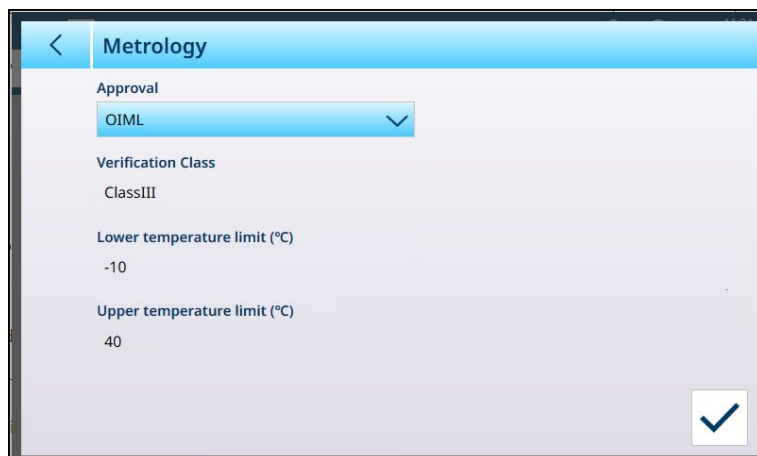 Metrology
Approval
OIML
Verification Class
ClassIII
Lower temperature limit (°C)
-10
Upper temperature limit (°C)
40